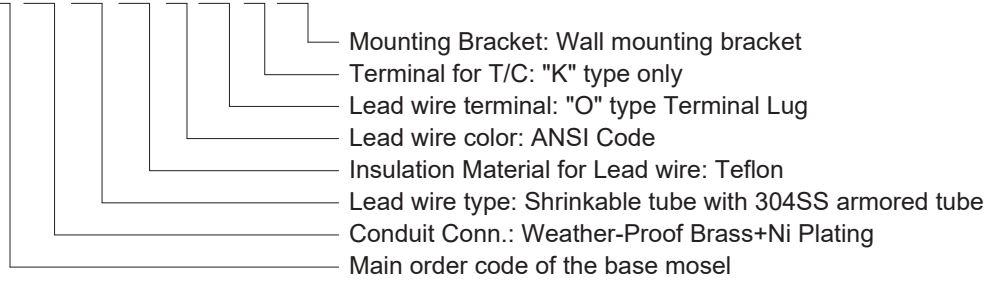 Mounting Bracket: Wall mounting bracket
Terminal for T/C: "K" type only
Lead wire terminal: "O" type Terminal Lug
Lead wire color: ANSI Code
Insulation Material for Lead wire: Teflon
Lead wire type: Shrinkable tube with 304SS armored tube
Conduit Conn.: Weather-Proof Brass+Ni Plating
Main order code of the base mosel